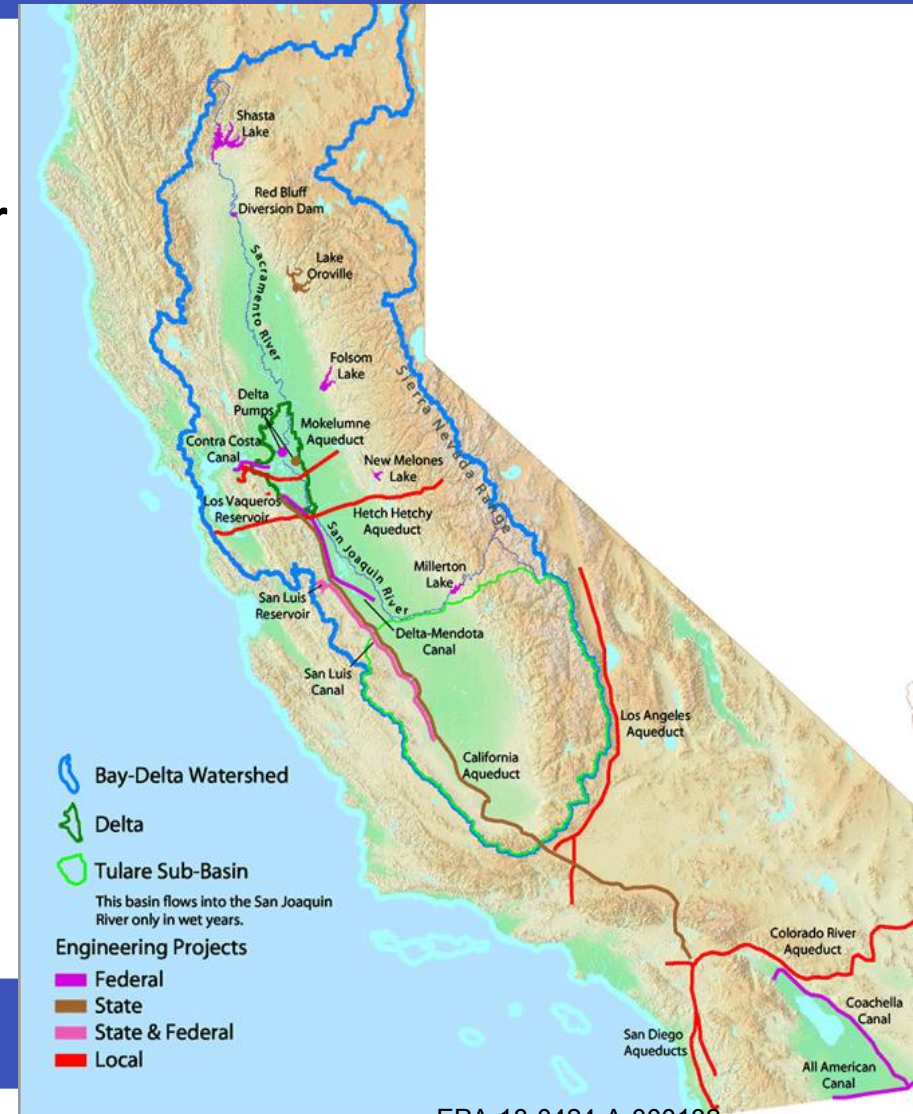 r
Shasta
Lake
Red Bluff
Diversion Dam
Sacramento River
Lake
Oroville
Folsom
Lake
Sierra Nevada Range
Delta
Pumps
Mokelumne
Aqueduct
Contra Costa
Canal
New Melones
Lake
Los Vaqueros
Reservoir
Hetch Hetchy
Aqueduct
San Joaquin River
Millerton
Lake
San Luis
Reservoir
Delta-Mendota
Canal
San Luis
Canal
Los Angeles
Aqueduct
California
Aqueduct
Bay-Delta Watershed
Delta
Tulare Sub-Basin
This basin flows into the San Joaquin
River only in wet years.
Engineering Projects
Federal
State
State & Federal
Local
Colorado River
Aqueduct
Coachella
Canal
San Diego
Aqueducts
All American
Canal